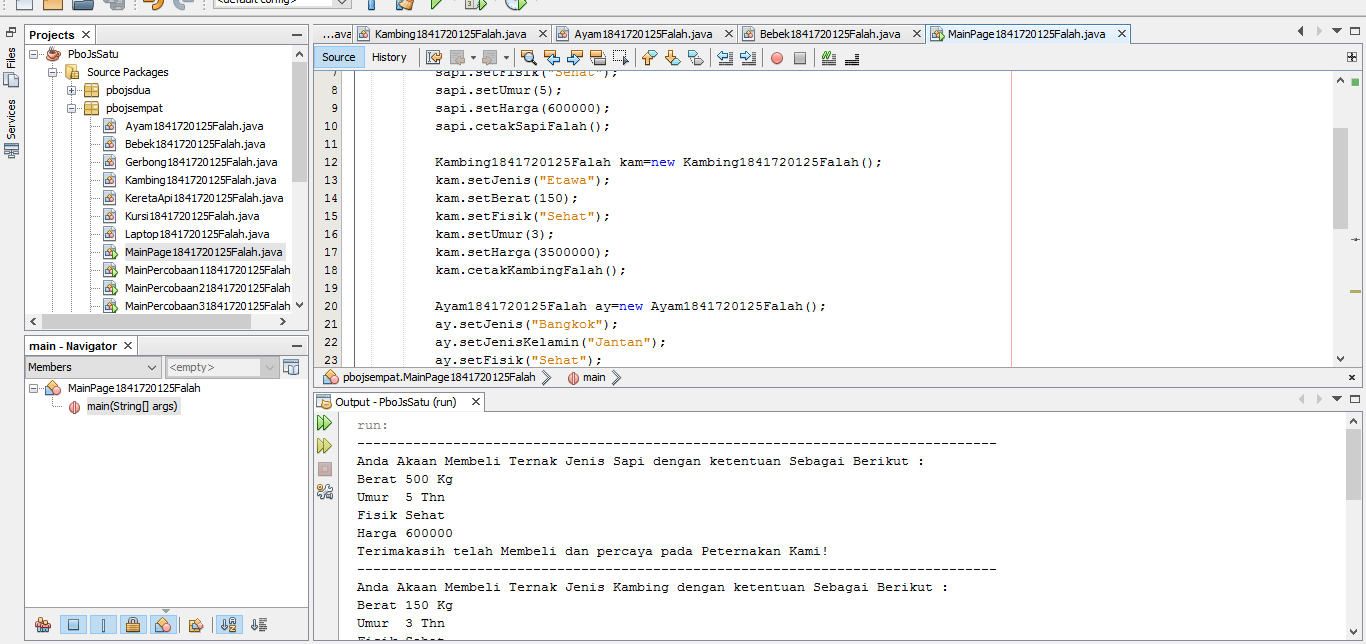 <default config>
Projects
PboJsSatu
Source Packages
pbojsdua
pbojsempat
Ayam1841720125Falah.java
Bebek1841720125Falah.java
Gerbong1841720125Falah.java
Kambing1841720125Falah.java
KeretaApi1841720125Falah.java
Kursi1841720125Falah.java
Laptop1841720125Falah.java
MainPage1841720125Falah.java
MainPercobaan11841720125Falah
MainPercobaan21841720125Falah
MainPercobaan31841720125Falah
Files
Services
main - Navigator
Members
<empty>
MainPage1841720125Falah
main(String[] args)
...ava Kambing1841720125Falah.java Ayam1841720125Falah.java Bebek1841720125Falah.java MainPage1841720125Falah.java
Source History
7 sapi.setFisik("Sehat");
8 sapi.setUmur(5);
9 sapi.setHarga(600000);
10 sapi.cetakSapiFalah();
11
12 Kambing1841720125Falah kam=new Kambing1841720125Falah();
13 kam.setJenis("Etawa");
14 kam.setBerat(150);
15 kam.setFisik("Sehat");
16 kam.setUmur(3);
17 kam.setHarga(3500000);
18 kam.cetakKambingFalah();
19
20 Ayam1841720125Falah ay=new Ayam1841720125Falah();
21 ay.setJenis("Bangkok");
22 ay.setJenisKelamin("Jantan");
23 ay.setFisik("Sehat");
pbojsempat.MainPage1841720125Falah main
Output - PboJsSatu (run)
run:
--------------------------------------------------------------------------------
Anda Akaan Membeli Ternak Jenis Sapi dengan ketentuan Sebagai Berikut :
Berat 500 Kg
Umur  5 Thn
Fisik Sehat
Harga 600000
Terimakasih telah Membeli dan percaya pada Peternakan Kami!
--------------------------------------------------------------------------------
Anda Akaan Membeli Ternak Jenis Kambing dengan ketentuan Sebagai Berikut :
Berat 150 Kg
Umur  3 Thn
Fisik Sehat